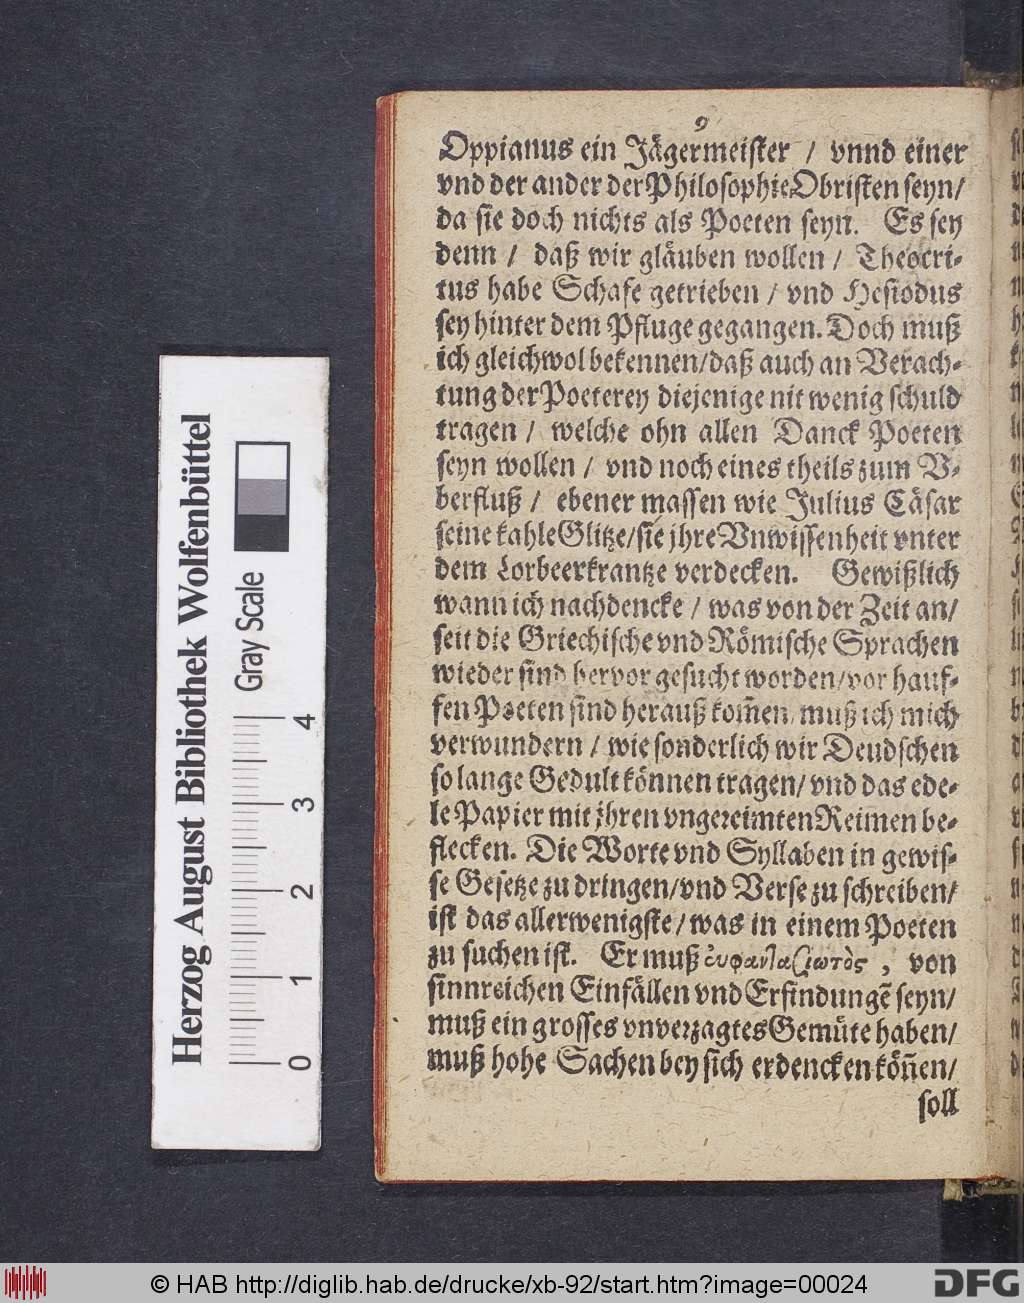 9
Oppianus ein Jägermeiſter / vnnd einer
vnd der ander der Philoſophie Obriſten ſeyn/
da ſie doch nichts als Poeten ſeyn. Es ſey
denn / daß wir gläuben wollen / Theocri-
tus habe Schafe getrieben / vnd Heſiodus
ſey hinter dem Pfluge gegangen. Doch muß
ich gleichwol bekennen/daß auch an Verach-
tung der Poeterey diejenige nit wenig ſchuld
tragen / welche ohn allen Danck Poeten
ſeyn wollen / vnd noch eines theils zum V-
berfluß / ebener maſſen wie Julius Cäſar
ſeine kahle Glitze/ſie jhre Vnwiſſenheit vnter
dem Lorbeerkrantze verdecken. Gewißlich
wann ich nachdencke / was von der Zeit an/
ſeit die Griechiſche vnd Römiſche Sprachen
wieder ſind hervor geſucht worden/vor hauf-
fen Poeten ſind herauß kom̃en/ muß ich mich
verwundern / wie ſonderlich wir Deudſchen
ſo lange Gedult können tragen/ vnd das ede-
le Papier mit jhren vngereimten Reimen be-
flecken. Die Worte vnd Syllaben in gewiſ-
ſe Geſetze zu dringen/vnd Verſe zu ſchreiben/
iſt das allerwenigſte/was in einem Poeten
zu ſuchen iſt. Er muß ἐυφανταζιωτὸς, von
ſinnreichen Einfällen vnd Erfindungẽ ſeyn/
muß ein groſſes vnverzagtes Gemüte haben/
muß hohe Sachen bey ſich erdencken köñen/
ſoll
Herzog August Bibliothek Wolfenbüttel
Gray Scale
0 1 2 3 4
© HAB http://diglib.hab.de/drucke/xb-92/start.htm?image=00024
DFG